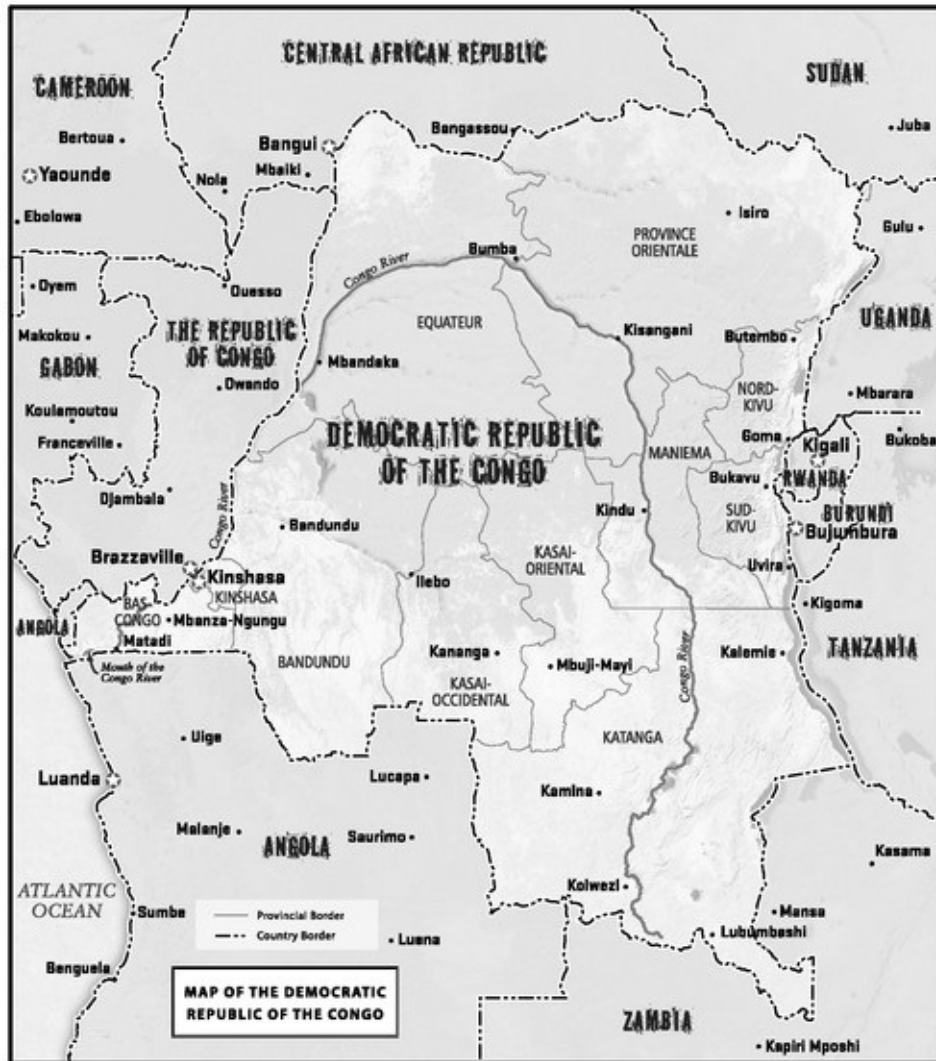 CENTRAL AFRICAN REPUBLIC
SUDAN
CAMEROON
Bertoua
Bangassou
Juba
Bangui
Mbaiki
Yaounde
Nola
Ebolowa
Isiro
Gulu
PROVINCE
ORIENTALE
Bumba
Congo River
Oyem
Ouesso
EQUATEUR
UGANDA
THE REPUBLIC
OF CONGO
Makokou
Kisangani
Butembo
GABON
Mbandaka
Owando
NORD-
KIVU
Mbarara
Koulamoutou
Franceville
DEMOCRATIC REPUBLIC
OF THE CONGO
MANIEMA
Goma
Kigali
Bukoba
RWANDA
Bukavu
Djambala
Congo River
Bandundu
Kindu
SUD-
KIVU
BURUNDI
Bujumbura
KASAI-
ORIENTAL
Brazzaville
Kinshasa
KINSHASA
Ilebo
Uvira
Kigoma
BAS-
CONGO
Mbanza-Ngungu
ANGOLA
Matadi
Mouth of the
Congo River
BANDUNDU
Kananga
Mbuji-Mayi
Congo River
Kalemie
TANZANIA
KASAI-
OCCIDENTAL
KATANGA
Uige
Luanda
Lucapa
Kamina
Malanje
Saurimo
ANGOLA
Kasama
Kolwezi
ATLANTIC
OCEAN
Sumbe
Provincial Border
Country Border
Luena
Mansa
Lubumbashi
Benguela
MAP OF THE DEMOCRATIC
REPUBLIC OF THE CONGO
ZAMBIA
Kapiri Mposhi